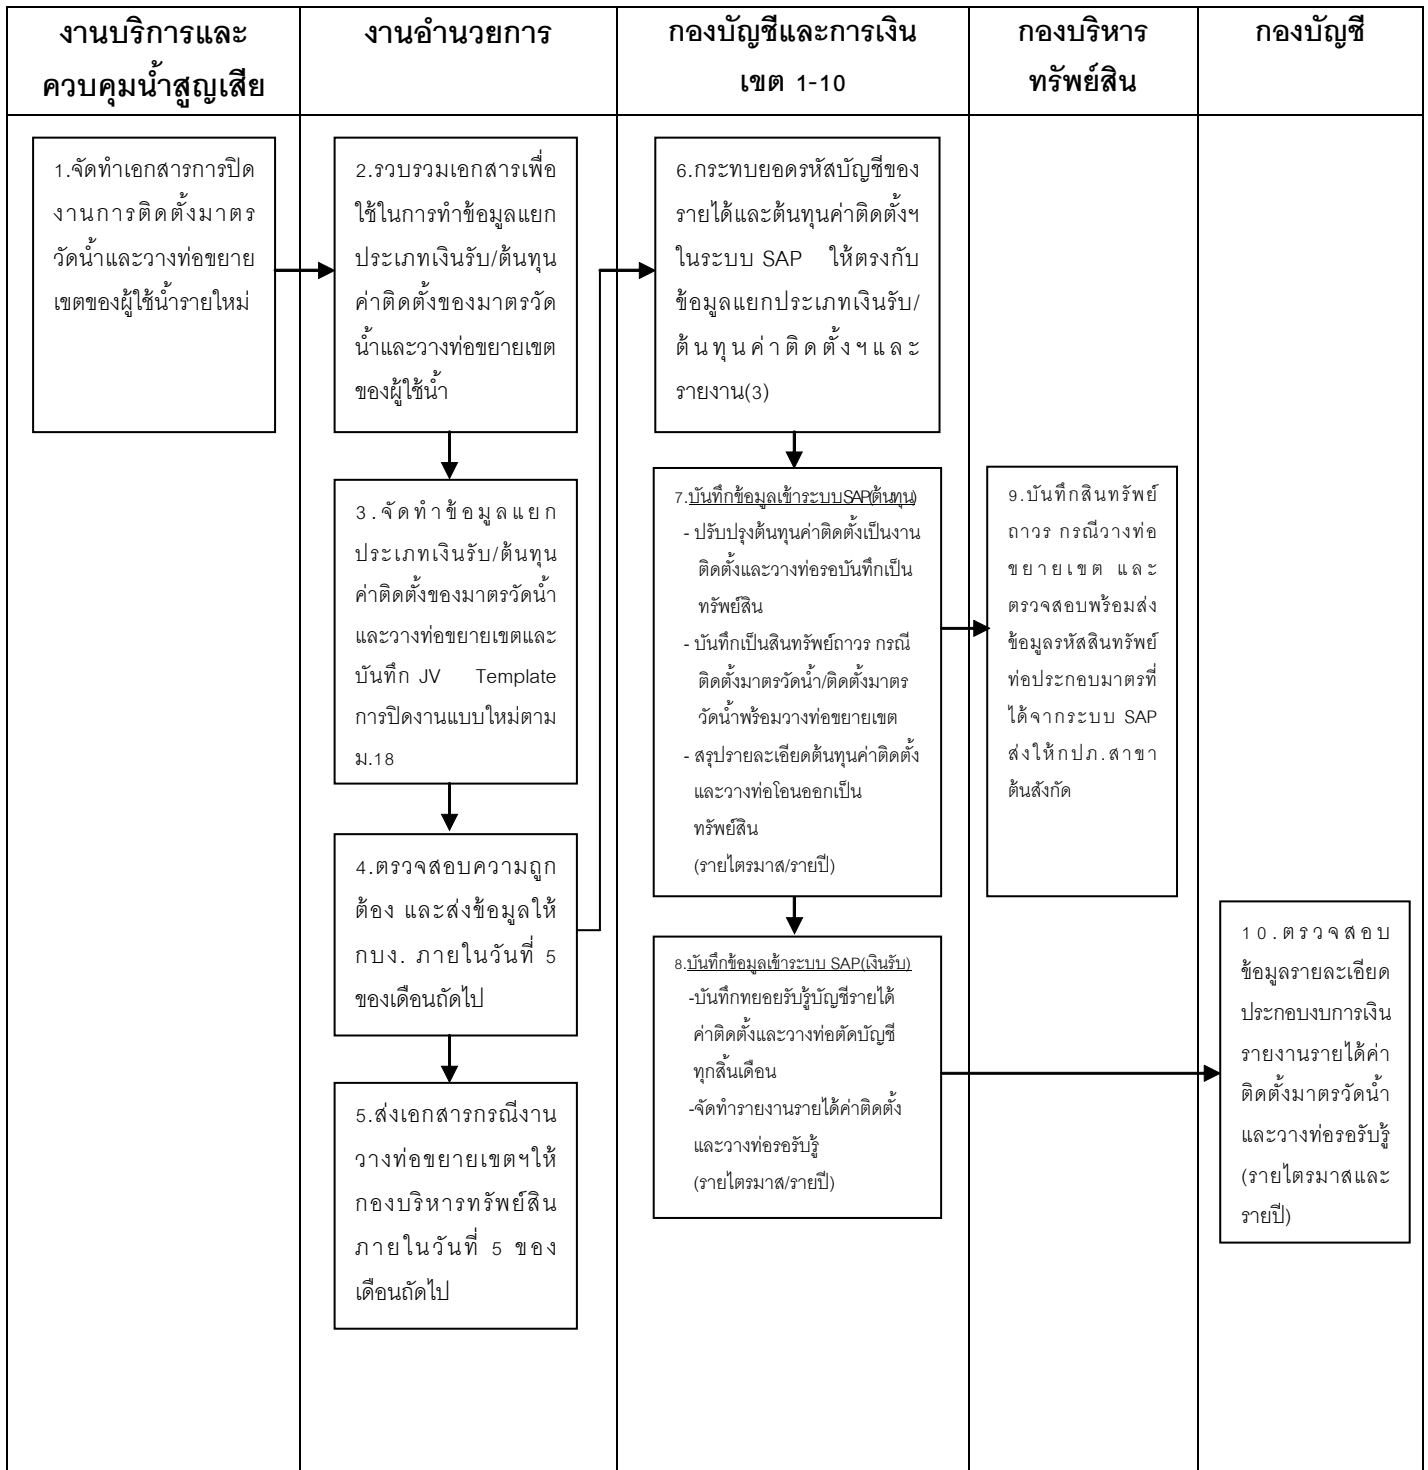 งานบริการและ
ควบคุมน้ำสูญเสีย
งานอำนวยการ
กองบัญชีและการเงิน
เขต 1-10
กองบริหาร
ทรัพย์สิน
กองบัญชี
1.จัดทำเอกสารการปิด
งานการติดตั้งมาตร
วัดน้ำและวางท่อขยาย
เขตของผู้ใช้น้ำรายใหม่
2.รวบรวมเอกสารเพื่อ
ใช้ในการทำข้อมูลแยก
ประเภทเงินรับ/ต้นทุน
ค่าติดตั้งของมาตรวัด
น้ำและวางท่อขยายเขต
ของผู้ใช้น้ำ
3.จัดทำข้อมูลแยก
ประเภทเงินรับ/ต้นทุน
ค่าติดตั้งของมาตรวัดน้ำ
และวางท่อขยายเขตและ
บันทึก JV Template
การปิดงานแบบใหม่ตาม
ม.18
4.ตรวจสอบความถูก
ต้อง และส่งข้อมูลให้
กบง. ภายในวันที่ 5
ของเดือนถัดไป
5.ส่งเอกสารกรณีงาน
วางท่อขยายเขตฯให้
กองบริหารทรัพย์สิน
ภายในวันที่ 5 ของ
เดือนถัดไป
6.กระทบยอดรหัสบัญชีของ
รายได้และต้นทุนค่าติดตั้งฯ
ในระบบ SAP ให้ตรงกับ
ข้อมูลแยกประเภทเงินรับ/
ต้นทุนค่าติดตั้งฯและ
รายงาน(3)
7.บันทึกข้อมูลเข้าระบบSAP(ต้นทุน)
- ปรับปรุงต้นทุนค่าติดตั้งเป็นงาน
ติดตั้งและวางท่อรอบันทึกเป็น
ทรัพย์สิน
- บันทึกเป็นสินทรัพย์ถาวร กรณี
ติดตั้งมาตรวัดน้ำ/ติดตั้งมาตร
วัดน้ำพร้อมวางท่อขยายเขต
- สรุปรายละเอียดต้นทุนค่าติดตั้ง
และวางท่อโอนออกเป็น
ทรัพย์สิน
(รายไตรมาส/รายปี)
8.บันทึกข้อมูลเข้าระบบ SAP(เงินรับ)
-บันทึกทยอยรับรู้บัญชีรายได้
ค่าติดตั้งและวางท่อตัดบัญชี
ทุกสิ้นเดือน
-จัดทำรายงานรายได้ค่าติดตั้ง
และวางท่อรอรับรู้
(รายไตรมาส/รายปี)
9.บันทึกสินทรัพย์
ถาวร กรณีวางท่อ
ขยายเขต และ
ตรวจสอบพร้อมส่ง
ข้อมูลรหัสสินทรัพย์
ท่อประกอบมาตรที่
ได้จากระบบ SAP
ส่งให้กปภ.สาขา
ต้นสังกัด
10.ตรวจสอบ
ข้อมูลรายละเอียด
ประกอบงบการเงิน
รายงานรายได้ค่า
ติดตั้งมาตรวัดน้ำ
และวางท่อรอรับรู้
(รายไตรมาสและ
รายปี)